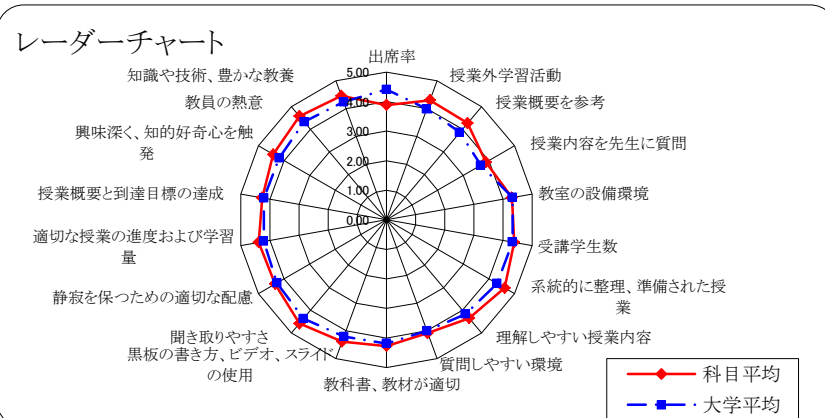 レーダーチャート
出席率
授業外学習活動
授業概要を参考
授業内容を先生に質問
教室の設備環境
受講学生数
系統的に整理、準備された授
業
理解しやすい授業内容
質問しやすい環境
教科書、教材が適切
黒板の書き方、ビデオ、スライド
の使用
聞き取りやすさ
静寂を保つための適切な配慮
適切な授業の進度および学習
量
授業概要と到達目標の達成
興味深く、知的好奇心を触
発
教員の熱意
知識や技術、豊かな教養
5.00
4.00
3.00
2.00
1.00
0.00
科目平均
大学平均